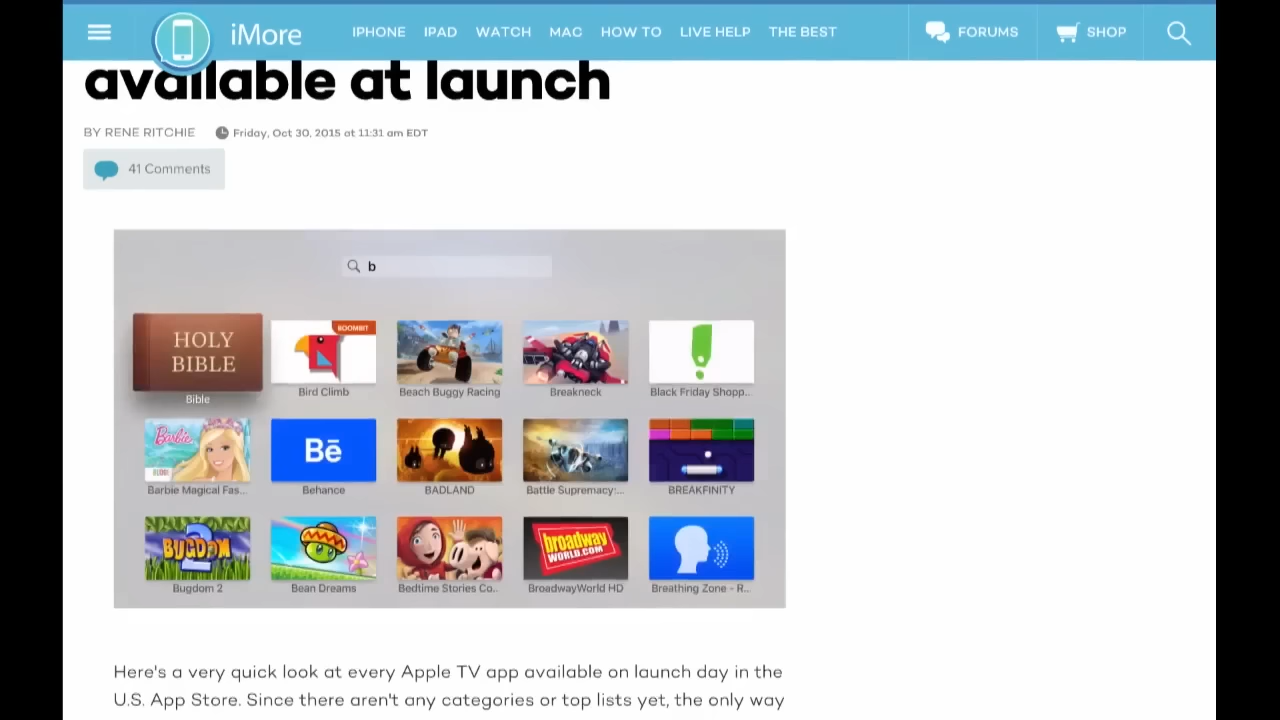 iMore
IPHONE IPAD WATCH MAC HOW TO LIVE HELP THE BEST FORUMS SHOP
available at launch
BY RENE RITCHIE Friday, Oct 30, 2015 at 11:31 am EDT
41 Comments
b
HOLY
BIBLE
BOOMBIT
Bible Bird Climb Beach Buggy Racing Breakneck Black Friday Shopp...
Barbie
Bē
Barbie Magical Fas... Behance BADLAND Battle Supremacy:... BREAKFINITY
BUGDOM
2
broadway
WORLD.COM
Bugdom 2 Bean Dreams Bedtime Stories Co... BroadwayWorld HD Breathing Zone - R...
Here's a very quick look at every Apple TV app available on launch day in the
U.S. App Store. Since there aren't any categories or top lists yet, the only way